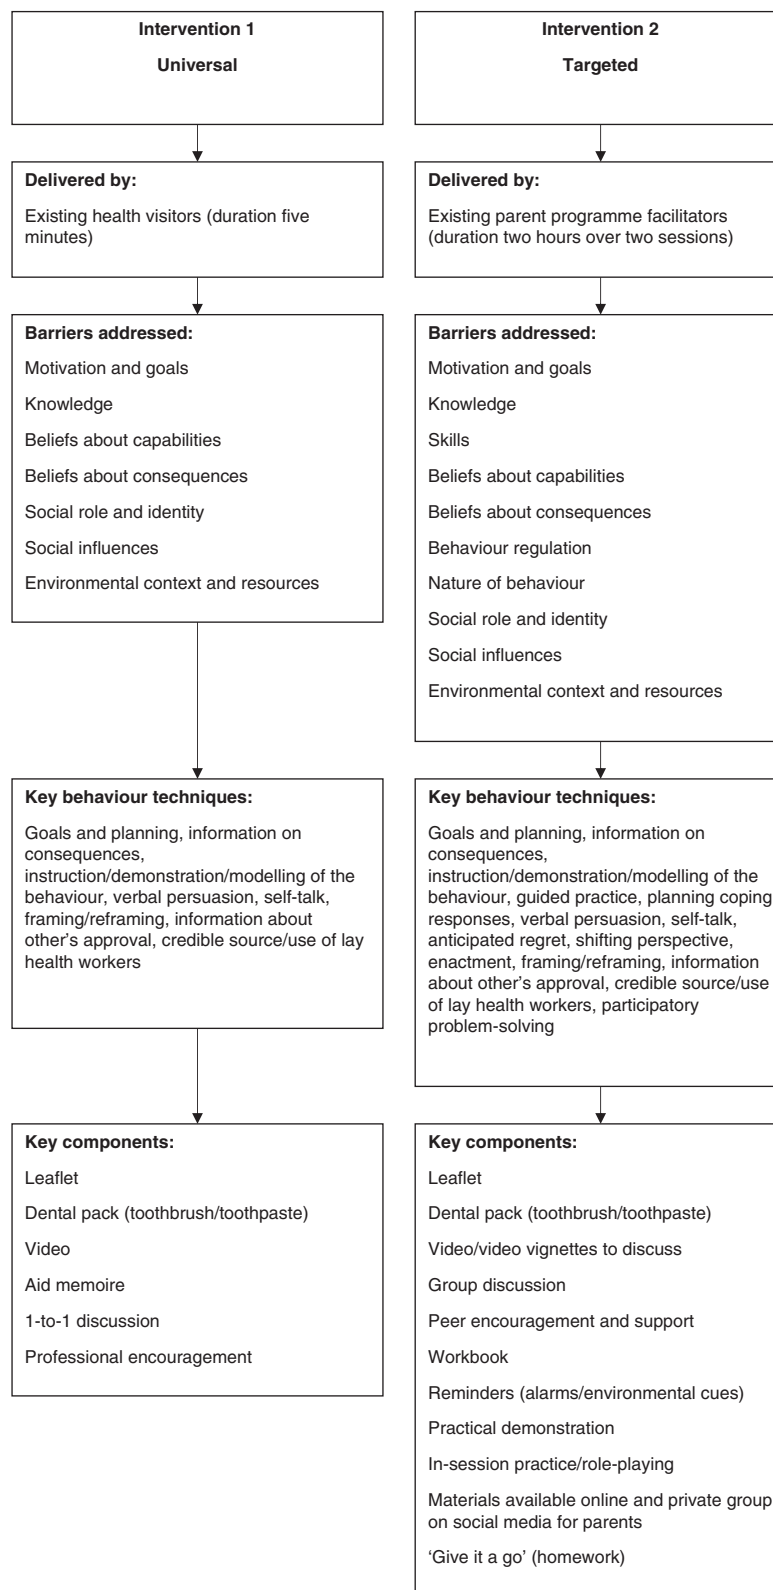 Intervention 1
Universal
Delivered by:
Existing health visitors (duration five
minutes)
Barriers addressed:
Motivation and goals
Knowledge
Beliefs about capabilities
Beliefs about consequences
Social role and identity
Social influences
Environmental context and resources
Key behaviour techniques:
Goals and planning, information on
consequences,
instruction/demonstration/modelling of the
behaviour, verbal persuasion, self-talk,
framing/reframing, information about
other’s approval, credible source/use of lay
health workers
Key components:
Leaflet
Dental pack (toothbrush/toothpaste)
Video
Aid memoire
1-to-1 discussion
Professional encouragement
Intervention 2
Targeted
Delivered by:
Existing parent programme facilitators
(duration two hours over two sessions)
Barriers addressed:
Motivation and goals
Knowledge
Skills
Beliefs about capabilities
Beliefs about consequences
Behaviour regulation
Nature of behaviour
Social role and identity
Social influences
Environmental context and resources
Key behaviour techniques:
Goals and planning, information on
consequences,
instruction/demonstration/modelling of the
behaviour, guided practice, planning coping
responses, verbal persuasion, self-talk,
anticipated regret, shifting perspective,
enactment, framing/reframing, information
about other’s approval, credible source/use
of lay health workers, participatory
problem-solving
Key components:
Leaflet
Dental pack (toothbrush/toothpaste)
Video/video vignettes to discuss
Group discussion
Peer encouragement and support
Workbook
Reminders (alarms/environmental cues)
Practical demonstration
In-session practice/role-playing
Materials available online and private group
on social media for parents
‘Give it a go’ (homework)